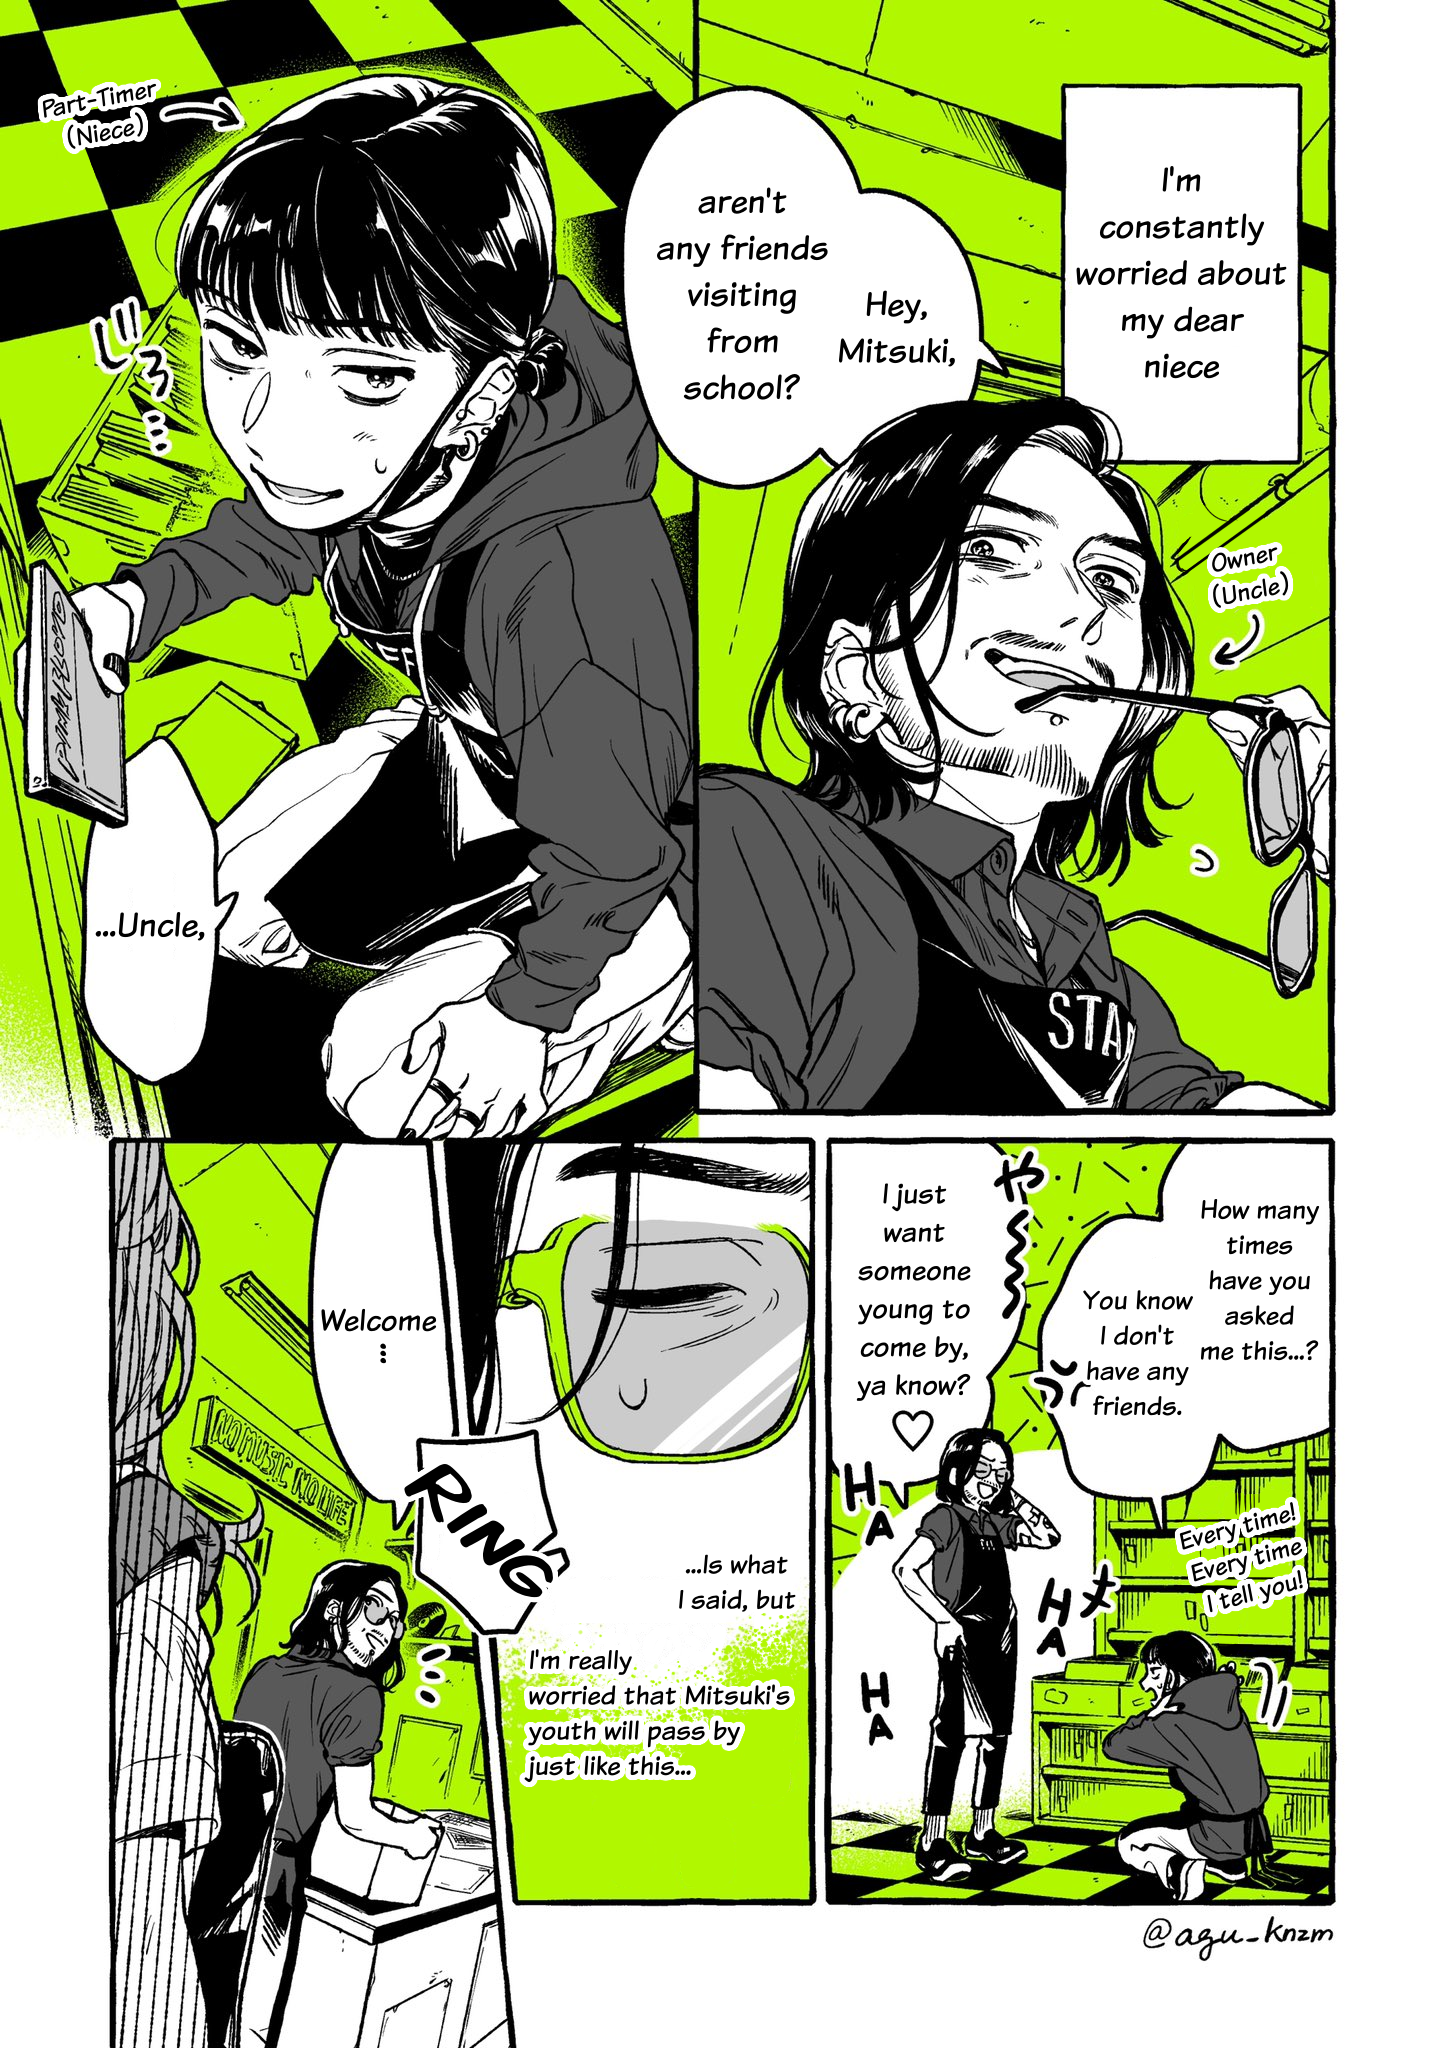 I'm
constantly
worried about
my dear
niece
Hey,
Mitsuki,
aren't
any friends
visiting
from
school?
Owner
(Uncle)
STA
Part-Timer
(Niece)
じろ…
...Uncle,
How many
times
have you
asked
me this...?
You know
I don't
have any
friends.
Every time!
Every time
I tell you!
や〜
I just
want
someone
young to
come by,
ya know?
♡
HA
HA
HA
...Is what
I said, but
I'm really
worried that Mitsuki's
youth will pass by
just like this...
RING
Welcome
...
NO MUSIC NO LIFE
@agu_knzm